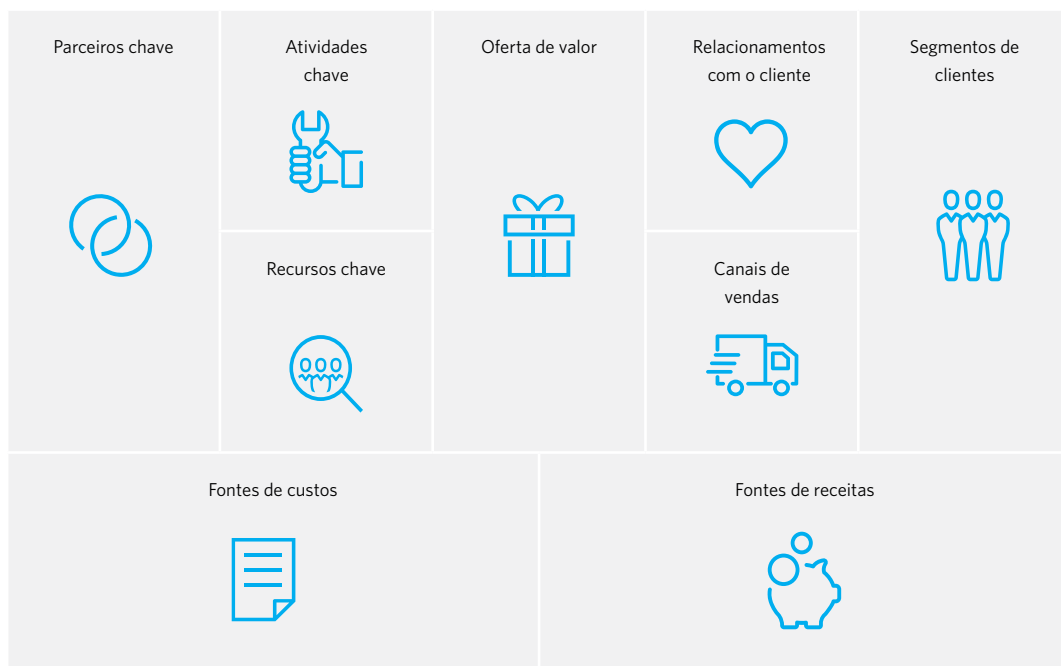 Parceiros chave
Atividades
chave
Recursos chave
Oferta de valor
Relacionamentos
com o cliente
Canais de
vendas
Segmentos de
clientes
Fontes de custos
Fontes de receitas